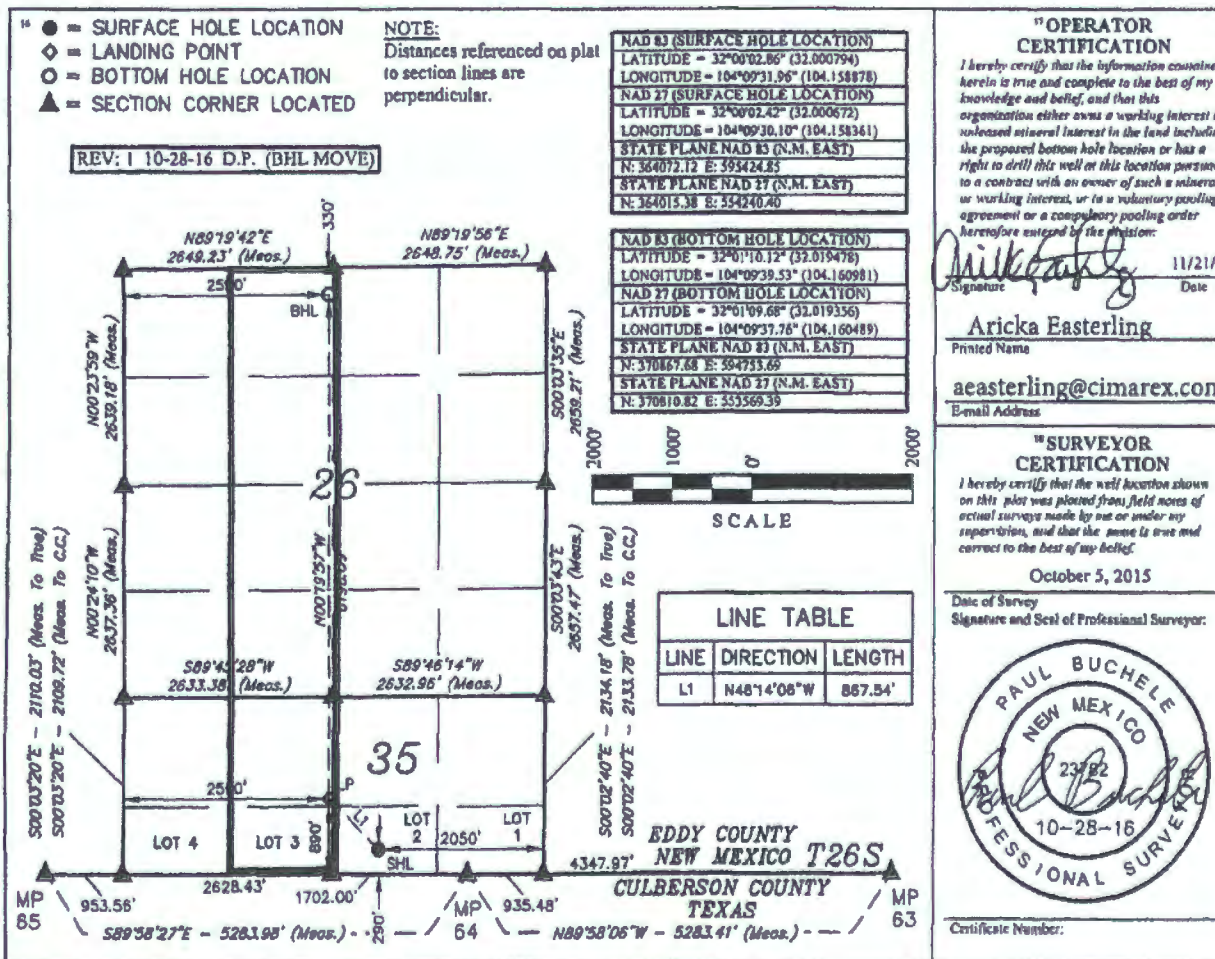 16 ● = SURFACE HOLE LOCATION
◇ = LANDING POINT
○ = BOTTOM HOLE LOCATION
▲ = SECTION CORNER LOCATED
NOTE:
Distances referenced on plat
to section lines are
perpendicular.
REV: 1 10-28-16 D.P. (BHL MOVE)
NAD 83 (SURFACE HOLE LOCATION)
LATITUDE = 32°00'02.86" (32.000794)
LONGITUDE = 104°09'31.96" (104.158878)
NAD 27 (SURFACE HOLE LOCATION)
LATITUDE = 32°00'02.42" (32.000672)
LONGITUDE = 104°09'30.10" (104.158361)
STATE PLANE NAD 83 (N.M. EAST)
N: 364072.12 E: 595424.85
STATE PLANE NAD 27 (N.M. EAST)
N: 364015.38 E: 554240.40
NAD 83 (BOTTOM HOLE LOCATION)
LATITUDE = 32°01'10.12" (32.019478)
LONGITUDE = 104°09'39.53" (104.160981)
NAD 27 (BOTTOM HOLE LOCATION)
LATITUDE = 32°01'09.68" (32.019356)
LONGITUDE = 104°09'37.76" (104.160489)
STATE PLANE NAD 83 (N.M. EAST)
N: 370867.68 E: 594753.69
STATE PLANE NAD 27 (N.M. EAST)
N: 370810.82 E: 553569.39
330'
N89°19'42"E
2649.23' (Meas.)
N89°19'56"E
2648.75' (Meas.)
BHL
N00°23'59"W
2639.18' (Meas.)
S00°03'35"E
2659.21' (Meas.)
26
N00°19'57"W
N00°24'10"W
2637.36' (Meas.)
S00°03'43"E
2657.47' (Meas.)
S89°45'28"W
2633.38' (Meas.)
S89°46'14"W
2632.96' (Meas.)
S00°03'20"E - 2110.03' (Meas. To True)
S00°03'20"E - 2109.72' (Meas. To C.C.)
S00°02'40"E - 2134.18' (Meas. To True)
S00°02'40"E - 2133.78' (Meas. To C.C.)
35
LOT 4
LOT 3
890'
L1
LOT
2
2050'
LOT
1
SHL
2000'
1000'
0'
2000'
SCALE
LINE TABLE
LINE DIRECTION LENGTH
L1 N46°14'06"W 867.54'
EDDY COUNTY
NEW MEXICO T26S
4347.97'
CULBERSON COUNTY
TEXAS
MP
85
953.56'
2628.43'
1702.00'
290'
MP
64
935.48'
MP
63
S89°58'27"E - 5283.98' (Meas.)
N89°58'06"W - 5283.41' (Meas.)
17 OPERATOR
CERTIFICATION
I hereby certify that the information containe
herein is true and complete to the best of my
knowledge and belief, and that this
organization either owns a working interest
unleased mineral interest in the land includi
the proposed bottom hole location or has a
right to drill this well at this location pursua
to a contract with an owner of such a minera
or working interest, or to a voluntary pooling
agreement or a compulsory pooling order
heretofore entered by the division.
11/21/
Signature Date
Aricka Easterling
Printed Name
aeasterling@cimarex.com
E-mail Address
18 SURVEYOR
CERTIFICATION
I hereby certify that the well location shown
on this plat was plotted from field notes of
actual surveys made by me or under my
supervision, and that the same is true and
correct to the best of my belief.
October 5, 2015
Date of Survey
Signature and Seal of Professional Surveyor:
PAUL BUCHELE
NEW MEXICO
23782
10-28-16
PROFESSIONAL SURVEYOR
Certificate Number: